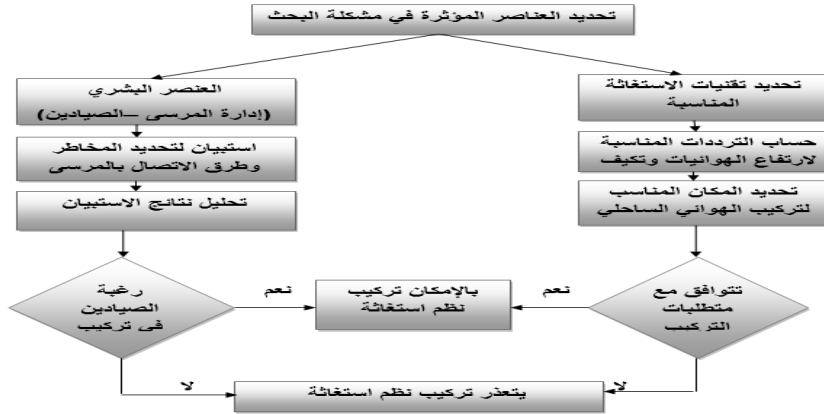 تحديد العناصر المؤثرة في مشكلة البحث
تحديد تقنيات الاستغاثة
المناسبة
حساب الترددات المناسبة
لارتفاع الهوائيات وتكيف
تحديد المكان المناسب
لتركيب الهوائي الساحلي
تتوافق مع
متطلبات
التركيب
نعم
لا
العنصر البشري
(إدارة المرسى –الصيادين)
استبيان لتحديد المخاطر
وطرق الاتصال بالمرسى
تحليل نتائج الاستبيان
رغبة
الصيادين
في تركيب
نعم
لا
بالإمكان تركيب
نظم استغاثة
يتعذر تركيب نظم استغاثة